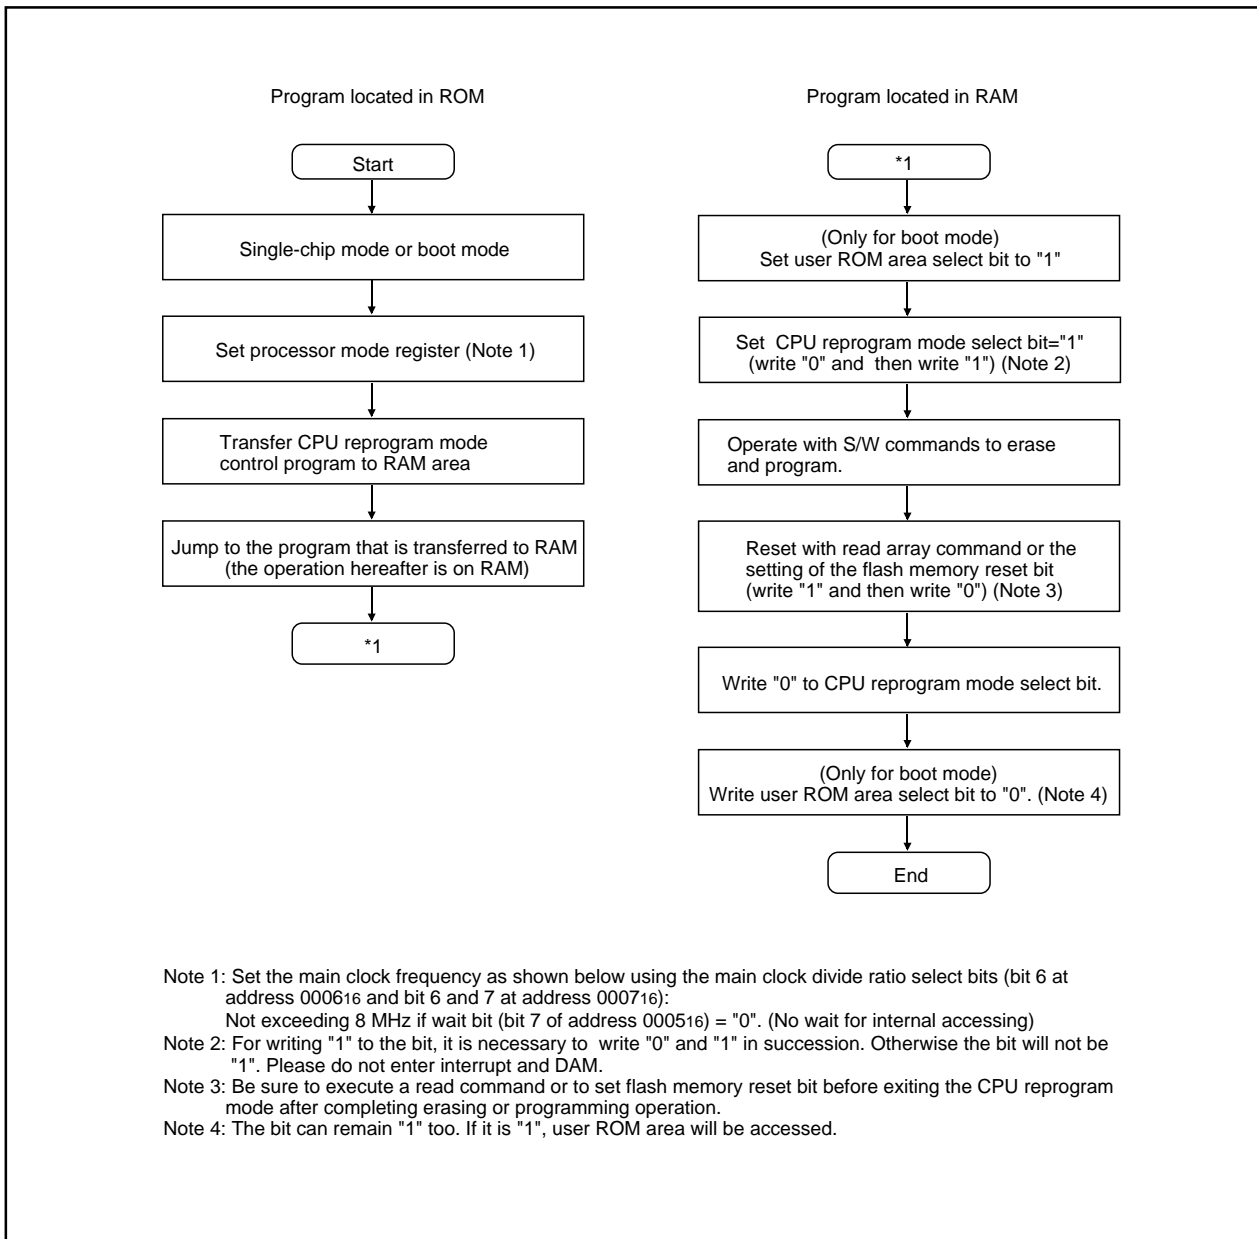 Program located in ROM
Start
Single-chip mode or boot mode
Set processor mode register (Note 1)
Transfer CPU reprogram mode
control program to RAM area
Jump to the program that is transferred to RAM
(the operation hereafter is on RAM)
*1
Program located in RAM
*1
(Only for boot mode)
Set user ROM area select bit to "1"
Set CPU reprogram mode select bit="1"
(write "0" and then write "1") (Note 2)
Operate with S/W commands to erase
and program.
Reset with read array command or the
setting of the flash memory reset bit
(write "1" and then write "0") (Note 3)
Write "0" to CPU reprogram mode select bit.
(Only for boot mode)
Write user ROM area select bit to "0". (Note 4)
End
Note 1: Set the main clock frequency as shown below using the main clock divide ratio select bits (bit 6 at
address 000616 and bit 6 and 7 at address 000716):
Not exceeding 8 MHz if wait bit (bit 7 of address 000516) = "0". (No wait for internal accessing)
Note 2: For writing "1" to the bit, it is necessary to write "0" and "1" in succession. Otherwise the bit will not be
"1". Please do not enter interrupt and DAM.
Note 3: Be sure to execute a read command or to set flash memory reset bit before exiting the CPU reprogram
mode after completing erasing or programming operation.
Note 4: The bit can remain "1" too. If it is "1", user ROM area will be accessed.